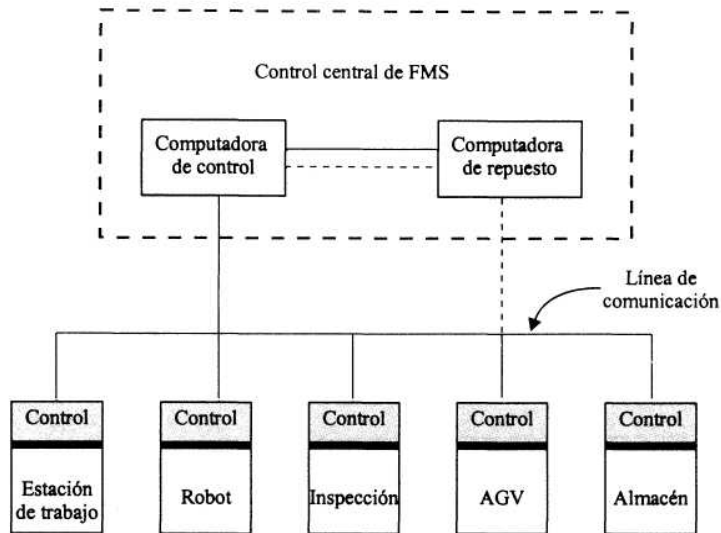 Control central de FMS
Computadora
de control
Computadora
de repuesto
Línea de
comunicación
Control
Control
Control
Control
Control
Estación
de trabajo
Robot
Inspección
AGV
Almacén